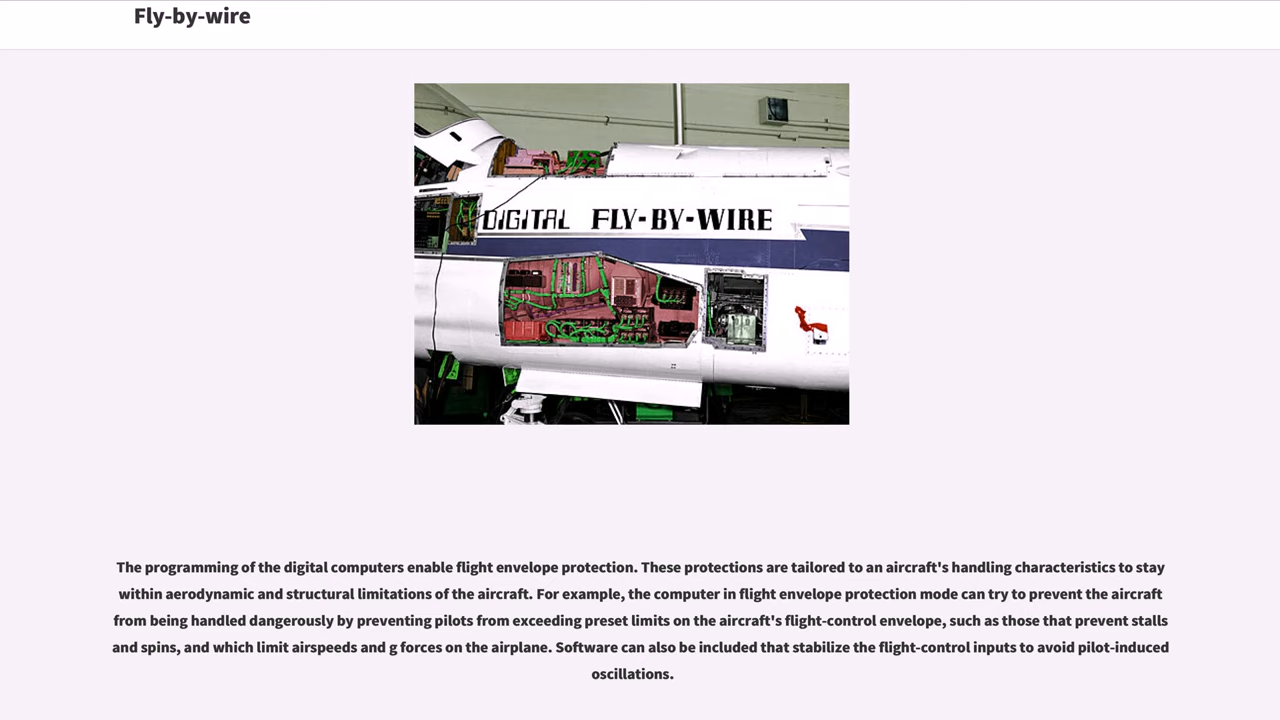 Fly-by-wire
DIGITAL FLY-BY-WIRE
The programming of the digital computers enable flight envelope protection. These protections are tailored to an aircraft's handling characteristics to stay
within aerodynamic and structural limitations of the aircraft. For example, the computer in flight envelope protection mode can try to prevent the aircraft
from being handled dangerously by preventing pilots from exceeding preset limits on the aircraft's flight-control envelope, such as those that prevent stalls
and spins, and which limit airspeeds and g forces on the airplane. Software can also be included that stabilize the flight-control inputs to avoid pilot-induced
oscillations.